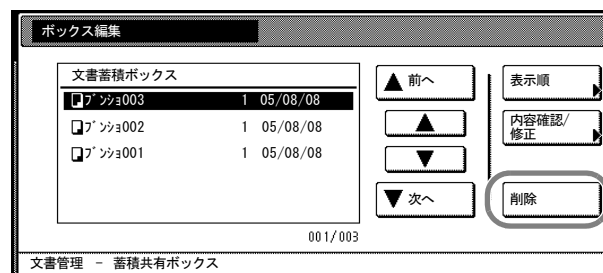 ボックス編集
文書蓄積ボックス
ﾌﾞﾝｼｮ003 1 05/08/08
ﾌﾞﾝｼｮ002 1 05/08/08
ﾌﾞﾝｼｮ001 1 05/08/08
001/003
▲ 前へ
▲
▼
▼ 次へ
表示順
内容確認/
修正
削除
文書管理 － 蓄積共有ボックス